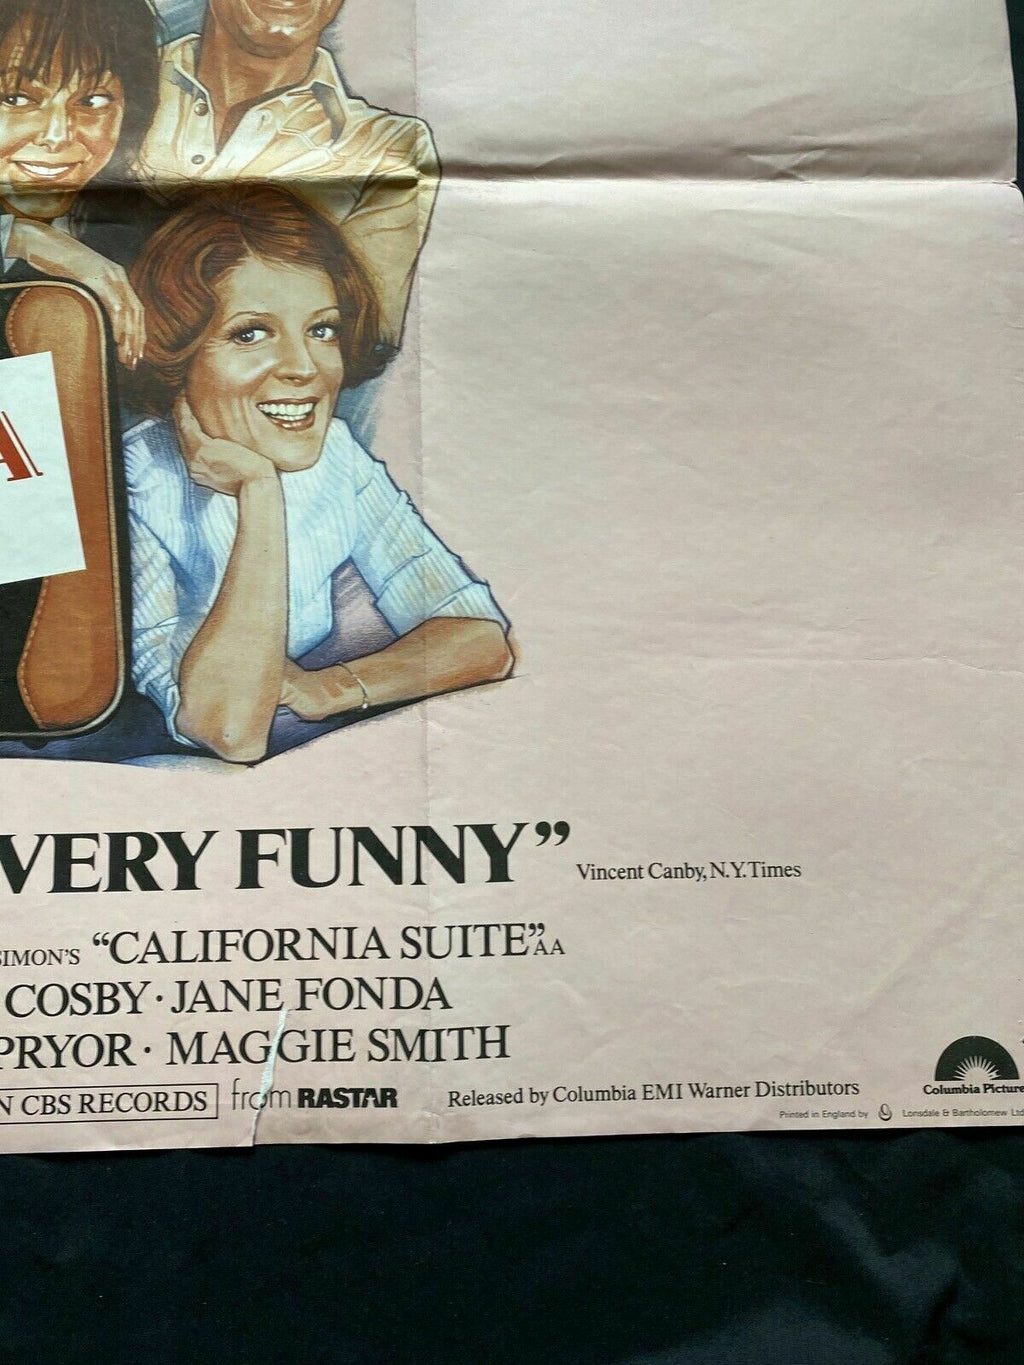 A
VERY FUNNY” Vincent Canby, N.Y. Times
SIMON'S “CALIFORNIA SUITE” AA
COSBY · JANE FONDA
PRYOR · MAGGIE SMITH
N CBS RECORDS from RASTAR Released by Columbia EMI Warner Distributors
Columbia Picture
Printed in England by Lonsdale & Bartholomew Ltd